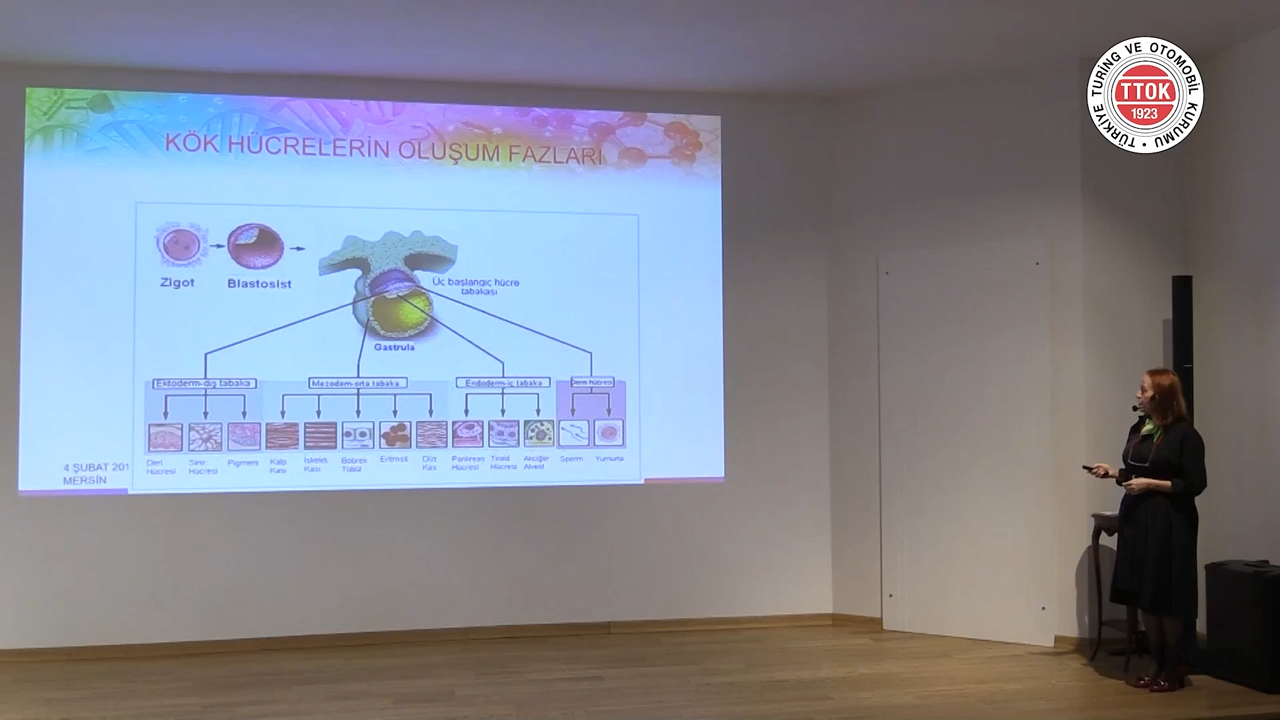 KÖK HÜCRELERİN OLUŞUM FAZLARI
Zigot
Blastosist
Üç başlangıç hücre
tabakası
Gastrula
Ektoderm-dış tabaka
Mezoderm-orta tabaka
Endoderm-iç tabaka
Germ hücresi
Deri
Hücresi
Sinir
Hücresi
Pigment
Kalp
Kası
İskelet
Kası
Böbrek
Tübül
Eritrosit
Düz
Kas
Pankreas
Hücresi
Tiroid
Hücresi
Akciğer
Alveol
Sperm
Yumurta
4 ŞUBAT 201
MERSİN
TÜRKİYE TURİNG VE OTOMOBİL KURUMU
TTOK
1923